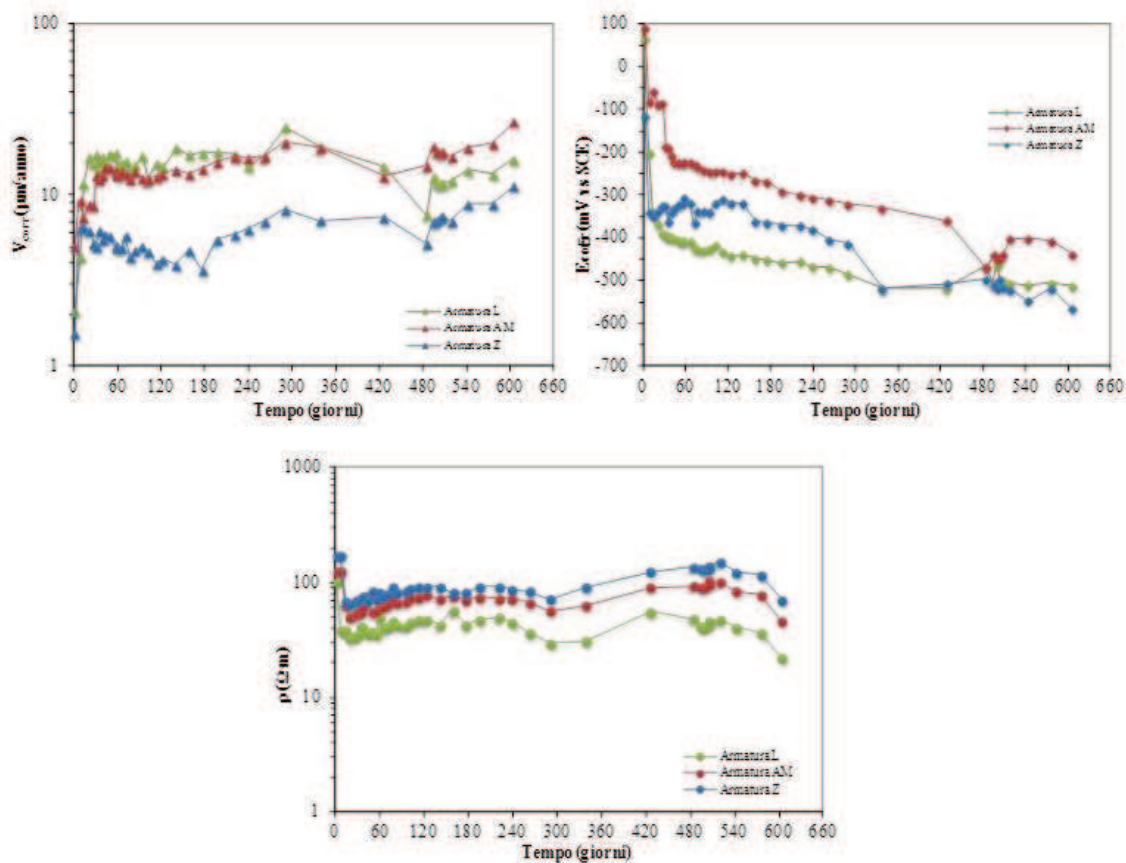 100
10
1
V_corr (μm/anno)
Armatura L
Armatura AM
Armatura Z
0 60 120 180 240 300 360 420 480 540 600 660
Tempo (giorni)
100
0
-100
-200
-300
-400
-500
-600
-700
(mV vs SCE)
Armatura L
Armatura AM
Armatura Z
0 60 120 180 240 300 360 420 480 540 600 660
Tempo (giorni)
1000
100
10
1
ρ (Ω m)
Armatura L
Armatura AM
Armatura Z
0 60 120 180 240 300 360 420 480 540 600 660
Tempo (giorni)